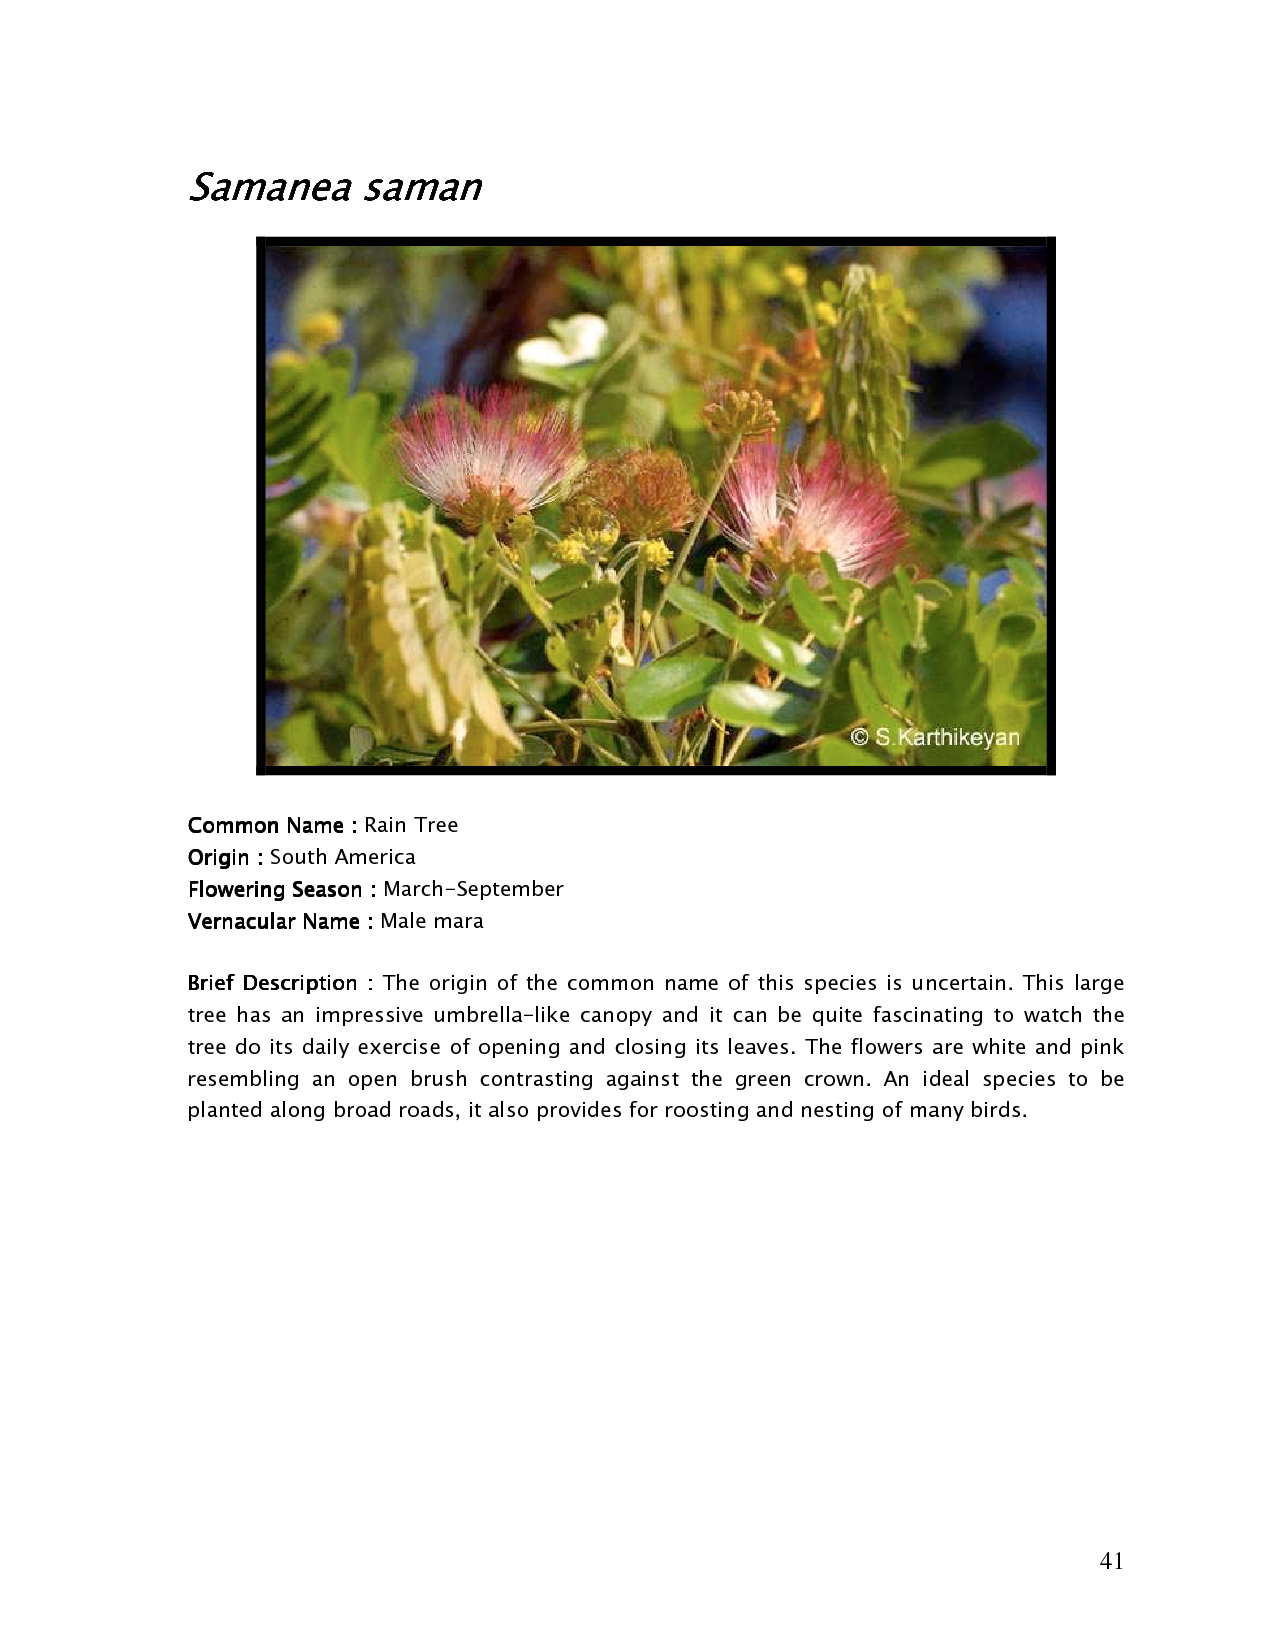 Samanea saman
© S.Karthikeyan
Common Name : Rain Tree
Origin : South America
Flowering Season : March-September
Vernacular Name : Male mara
Brief Description : The origin of the common name of this species is uncertain. This large
tree has an impressive umbrella-like canopy and it can be quite fascinating to watch the
tree do its daily exercise of opening and closing its leaves. The flowers are white and pink
resembling an open brush contrasting against the green crown. An ideal species to be
planted along broad roads, it also provides for roosting and nesting of many birds.
41